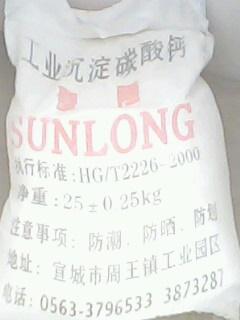 工业沉淀碳酸钙
SUNLONG
执行标准:HG/T2226-2000
净重:25±0.25kg
注意事项:防潮、防晒、防划
地址:宣城市周王镇工业园区
电话:0563-3796533 3873287